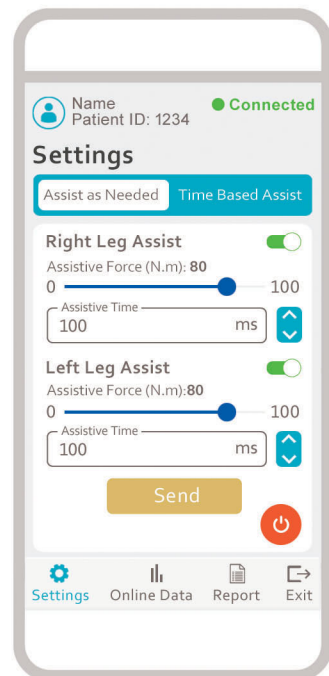 Name
Connected
Patient ID: 1234
Settings
Assist as Needed Time Based Assist
Right Leg Assist
Assistive Force (N.m): 80
0 100
Assistive Time
100 ms
Left Leg Assist
Assistive Force (N.m):80
0 100
Assistive Time
100 ms
Send
Settings Online Data Report Exit